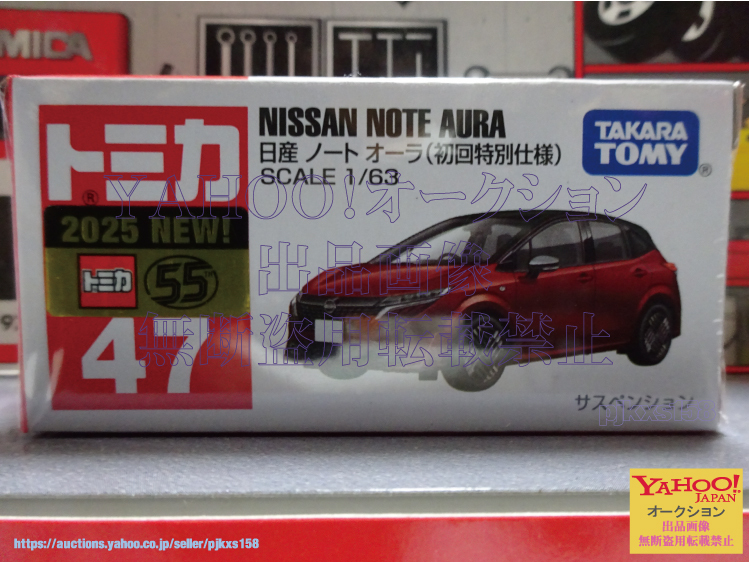 TOMICA
トミカ
®
NISSAN NOTE AURA
日産 ノート オーラ(初回特別仕様)
SCALE 1/63
TAKARA
TOMY
®
2025 NEW!
トミカ 55
47
サスペンション
YAHOO!オークション
出品画像
無断盗用転載禁止
pjkxs158
YAHOO!
JAPAN
オークション
出品画像
無断盗用転載禁止
https://auctions.yahoo.co.jp/seller/pjkxs158